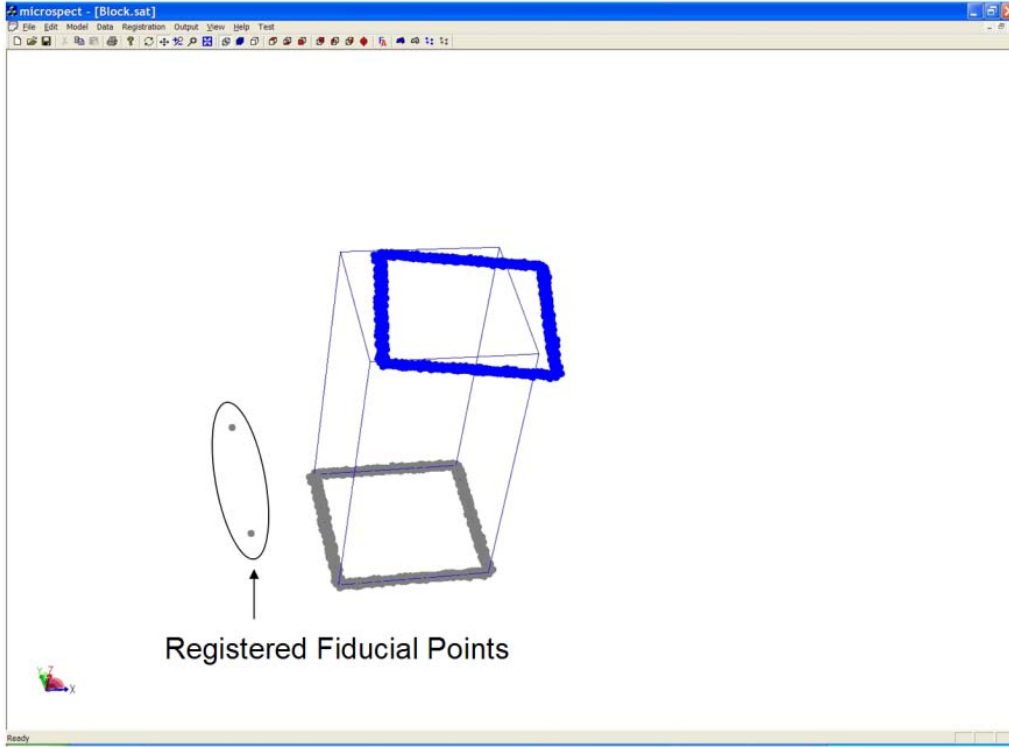 microspect - [Block.sat]
File Edit Model Data Registration Output View Help Test
Registered Fiducial Points
Y Z
X
Ready